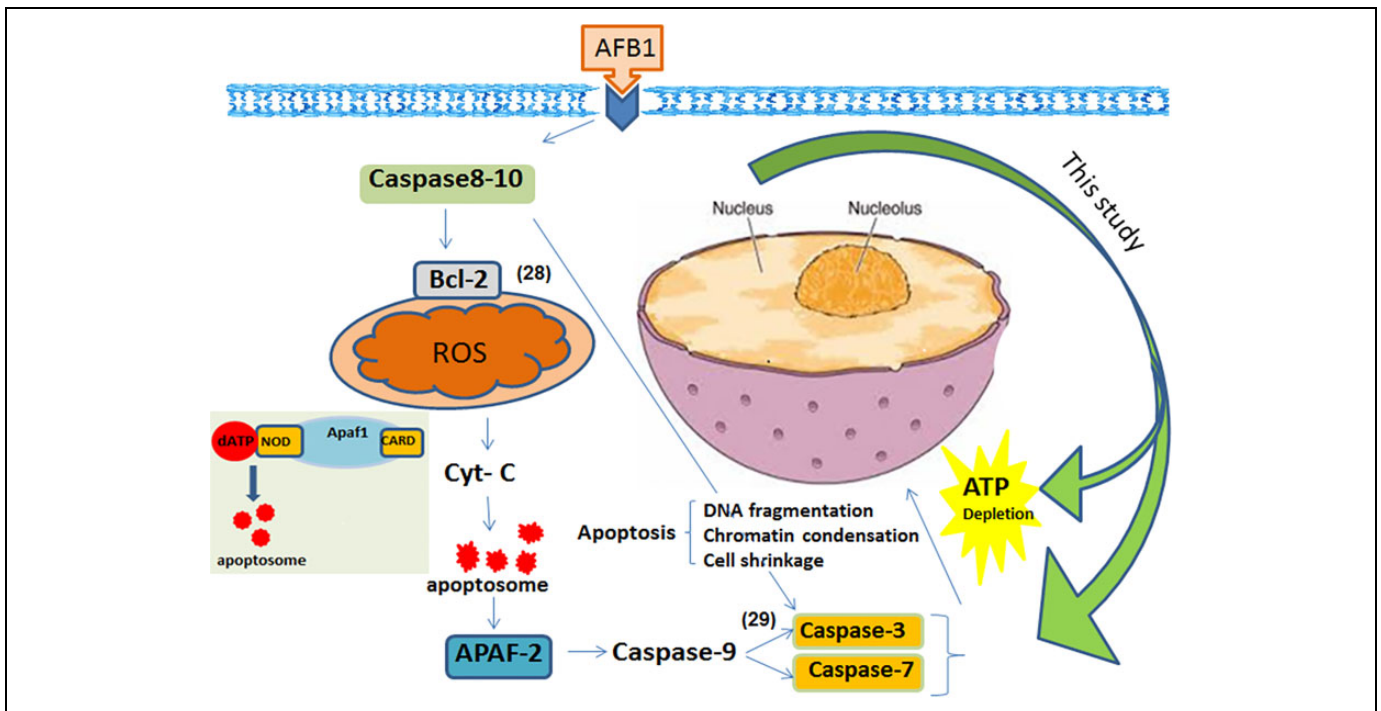 AFB1
This study
Caspase8-10
Nucleus
Nucleolus
Bcl-2
(28)
ROS
dATP
NOD
Apaf1
CARD
apoptosome
Cyt- C
apoptosome
Apoptosis
DNA fragmentation
Chromatin condensation
Cell shrinkage
ATP
Depletion
APAF-2
Caspase-9
(29)
Caspase-3
Caspase-7